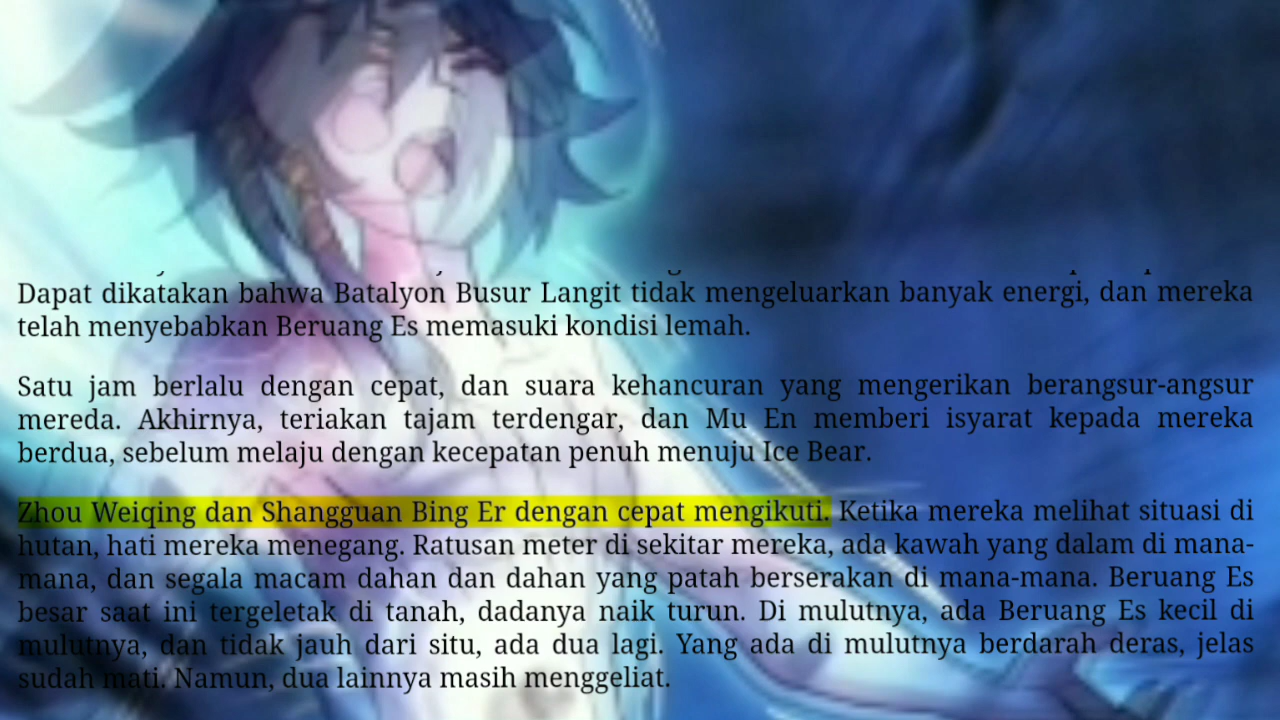 Dapat dikatakan bahwa Batalyon Busur Langit tidak mengeluarkan banyak energi, dan mereka
telah menyebabkan Beruang Es memasuki kondisi lemah.
Satu jam berlalu dengan cepat, dan suara kehancuran yang mengerikan berangsur-angsur
mereda. Akhirnya, teriakan tajam terdengar, dan Mu En memberi isyarat kepada mereka
berdua, sebelum melaju dengan kecepatan penuh menuju Ice Bear.
Zhou Weiqing dan Shangguan Bing Er dengan cepat mengikuti. Ketika mereka melihat situasi di
hutan, hati mereka menegang. Ratusan meter di sekitar mereka, ada kawah yang dalam di mana-
mana, dan segala macam dahan dan dahan yang patah berserakan di mana-mana. Beruang Es
besar saat ini tergeletak di tanah, dadanya naik turun. Di mulutnya, ada Beruang Es kecil di
mulutnya, dan tidak jauh dari situ, ada dua lagi. Yang ada di mulutnya berdarah deras, jelas
sudah mati. Namun, dua lainnya masih menggeliat.